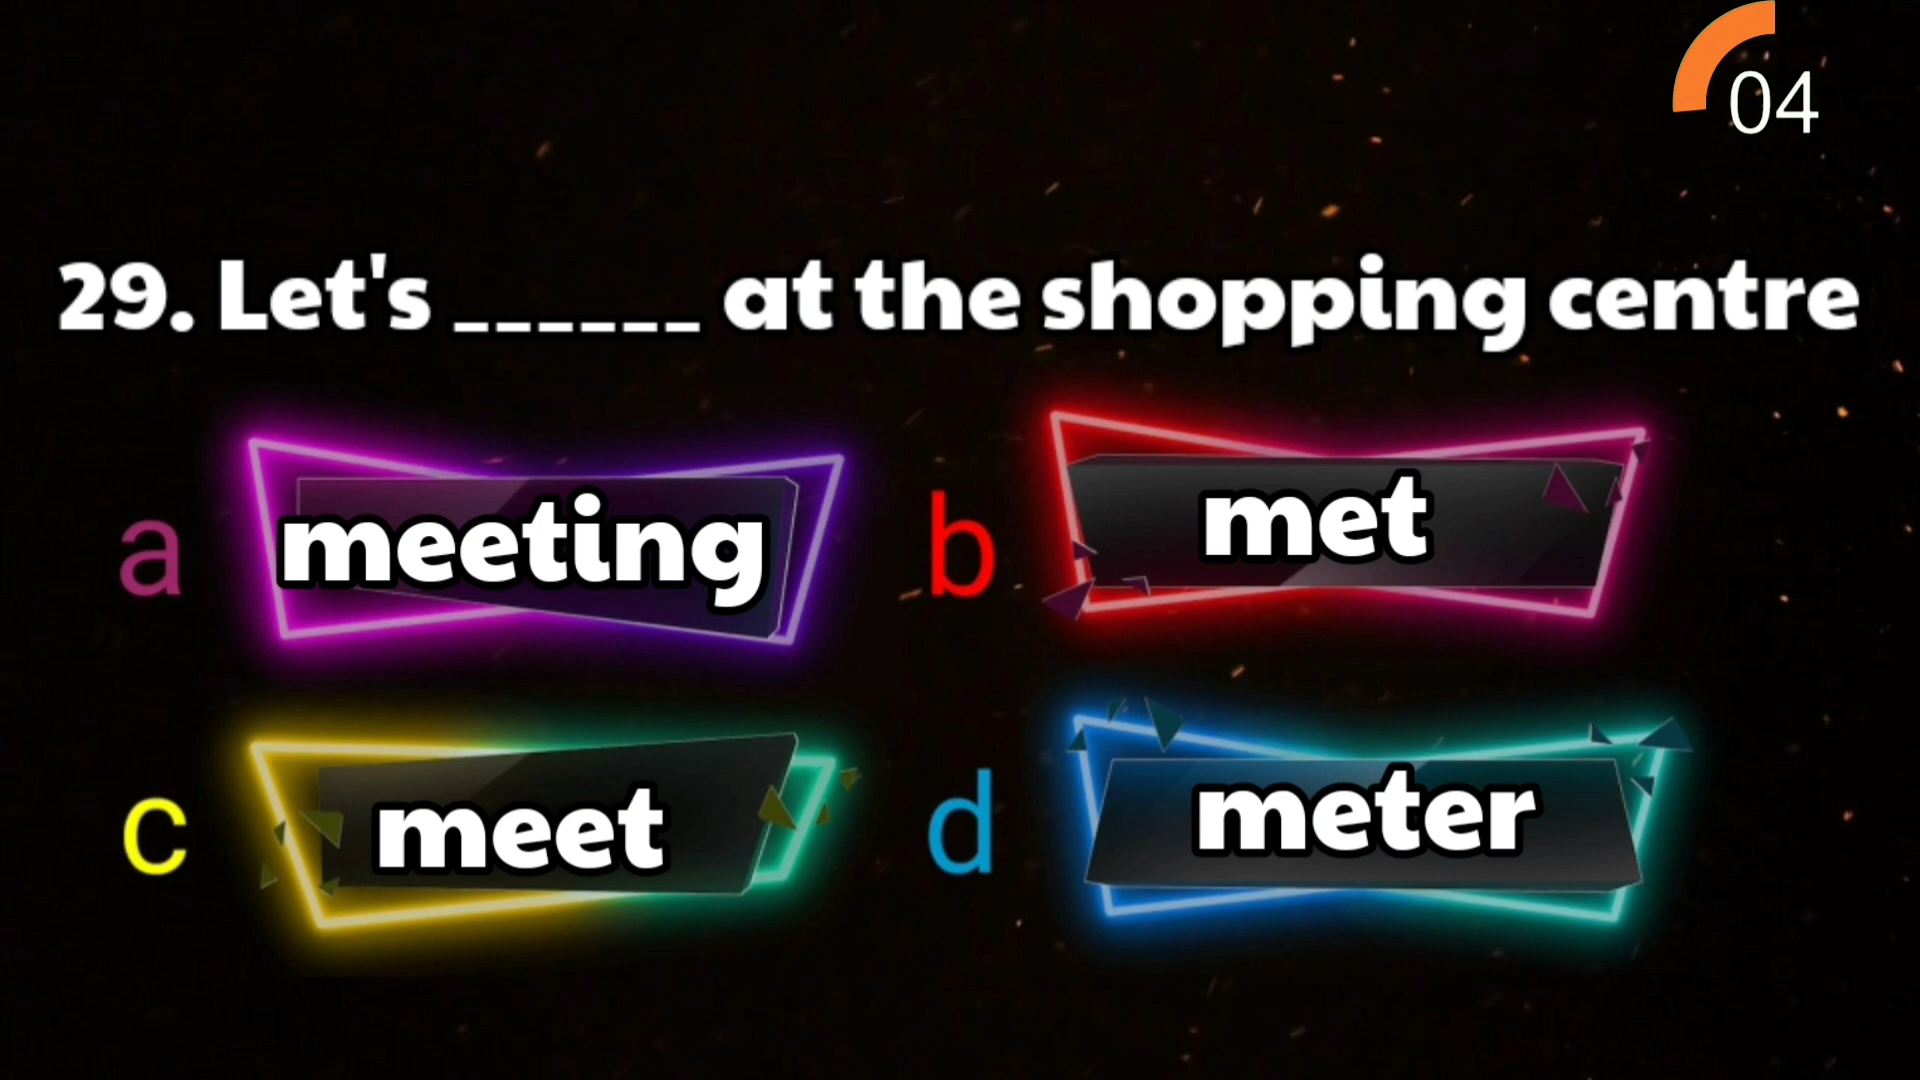 04
29. Let's ______ at the shopping centre
a meeting
b met
c meet
d meter